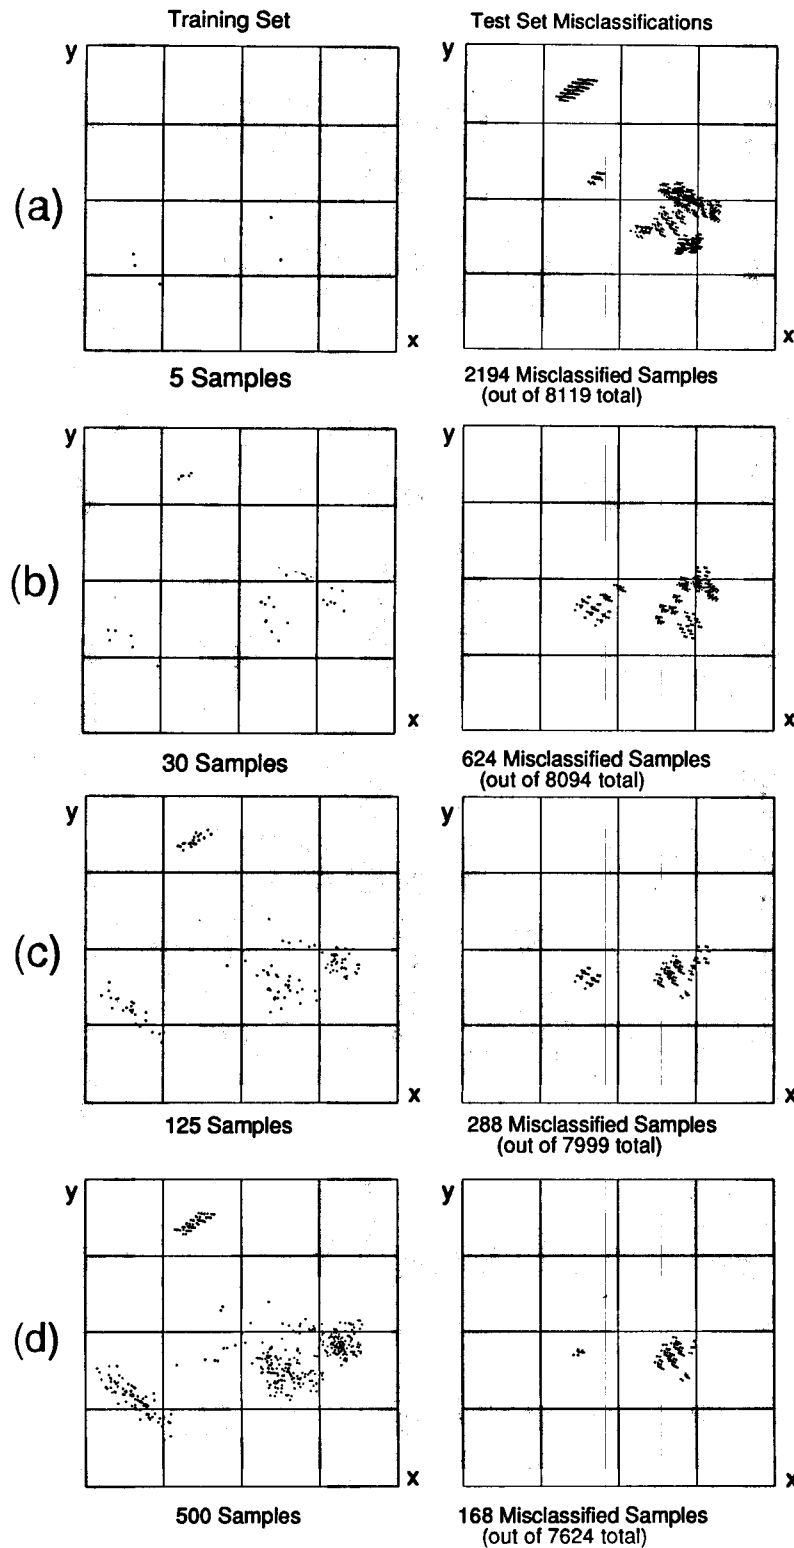 Training Set
Test Set Misclassifications
y
y
(a)
x
x
5 Samples
2194 Misclassified Samples
(out of 8119 total)
y
y
(b)
x
x
30 Samples
624 Misclassified Samples
(out of 8094 total)
y
y
(c)
x
x
125 Samples
288 Misclassified Samples
(out of 7999 total)
y
y
(d)
x
x
500 Samples
168 Misclassified Samples
(out of 7624 total)